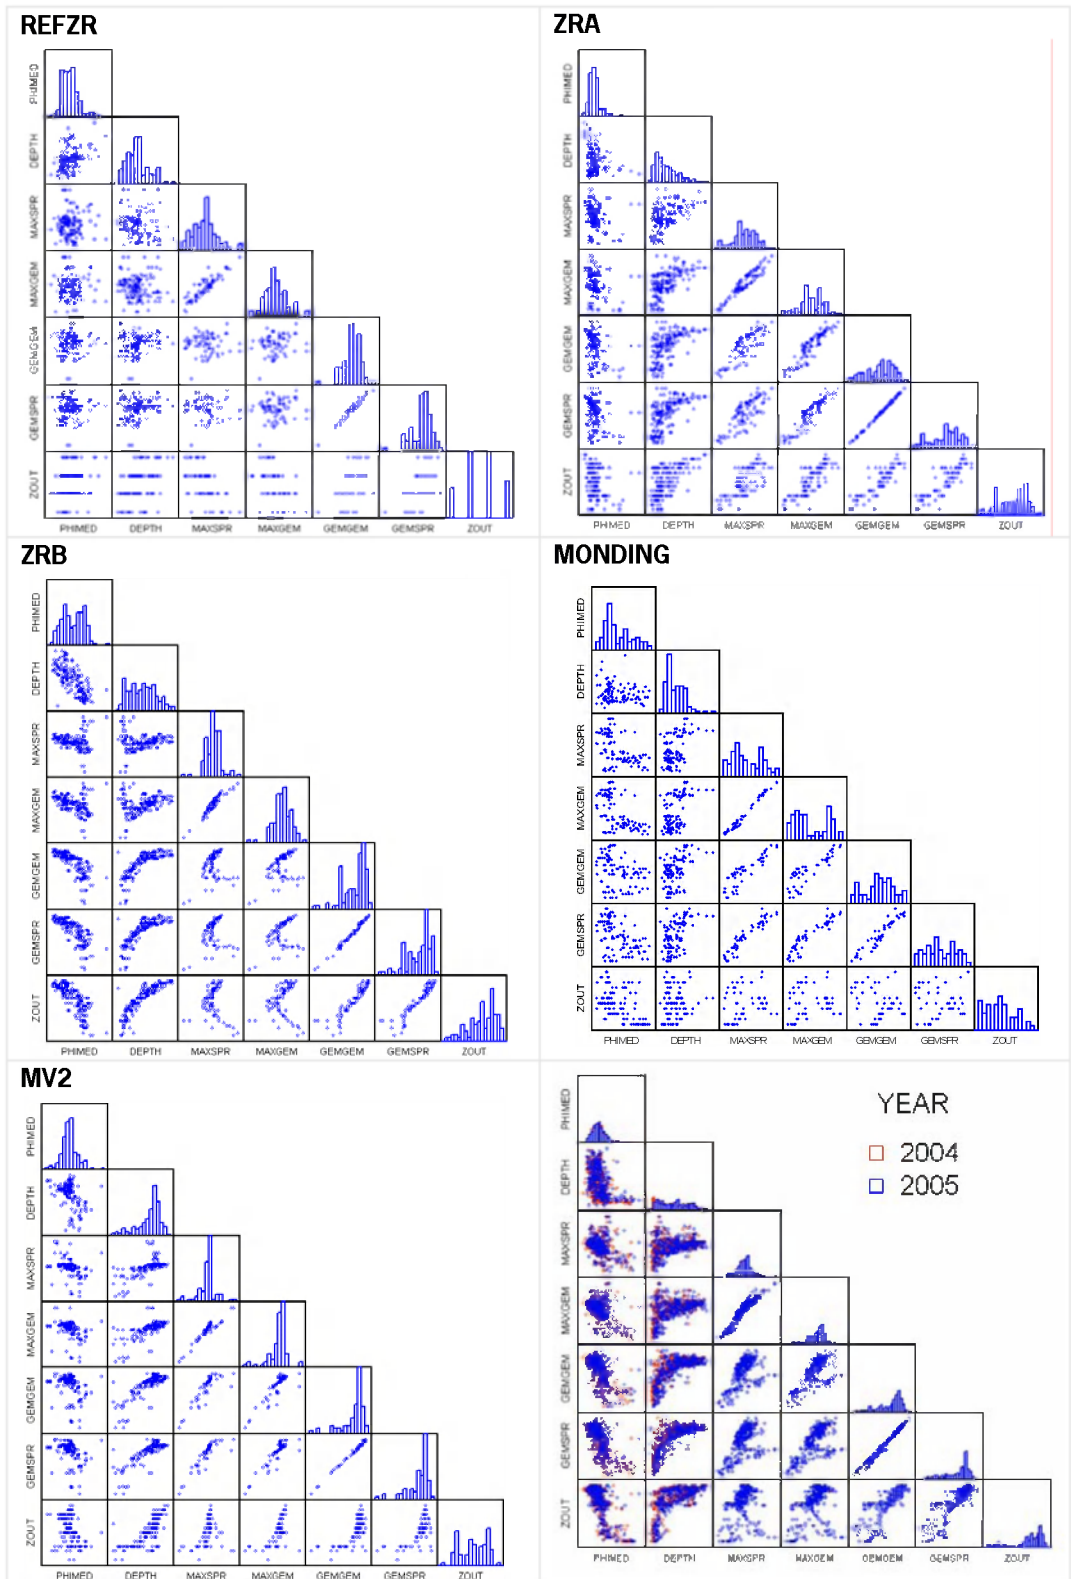 REFZR
PHIMED
DEPTH
MAXSPR
MAXGEM
GEMGEM
GEMSPR
ZOUT
PHIMED DEPTH MAXSPR MAXGEM GEMGEM GEMSPR ZOUT
ZRA
PHIMED
DEPTH
MAXSPR
MAXGEM
GEMGEM
GEMSPR
ZOUT
PHIMED DEPTH MAXSPR MAXGEM GEMGEM GEMSPR ZOUT
ZRB
PHIMED
DEPTH
MAXSPR
MAXGEM
GEMGEM
GEMSPR
ZOUT
PHIMED DEPTH MAXSPR MAXGEM GEMGEM GEMSPR ZOUT
MONDING
PHIMED
DEPTH
MAXSPR
MAXGEM
GEMGEM
GEMSPR
ZOUT
PHIMED DEPTH MAXSPR MAXGEM GEMGEM GEMSPR ZOUT
MV2
PHIMED
DEPTH
MAXSPR
MAXGEM
GEMGEM
GEMSPR
ZOUT
PHIMED DEPTH MAXSPR MAXGEM GEMGEM GEMSPR ZOUT
YEAR
2004
2005
PHIMED
DEPTH
MAXSPR
MAXGEM
GEMGEM
GEMSPR
ZOUT
PHIMED DEPTH MAXSPR MAXGEM GEMGEM GEMSPR ZOUT